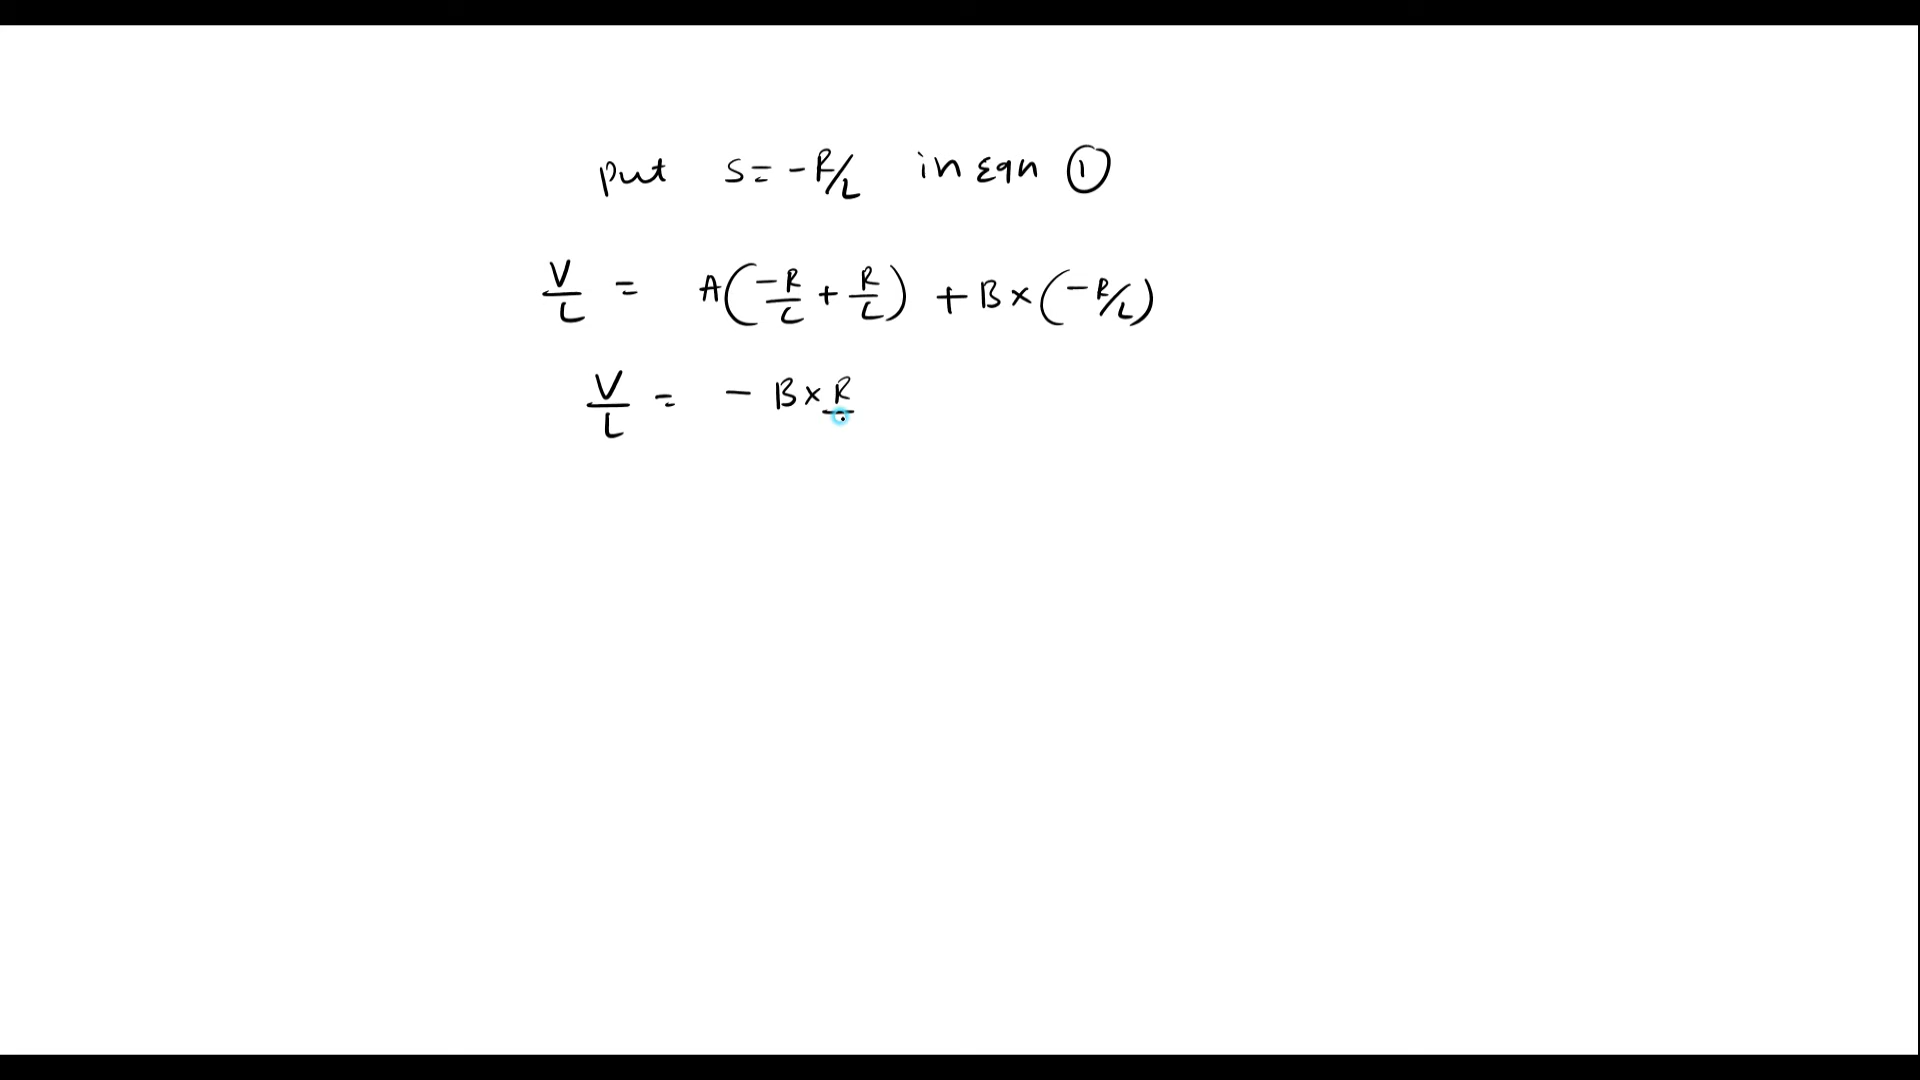 put s = -R/L in Eqn ①
V/L = A(-R/L + R/L) + B × (-R/L)
V/L = - B × R/